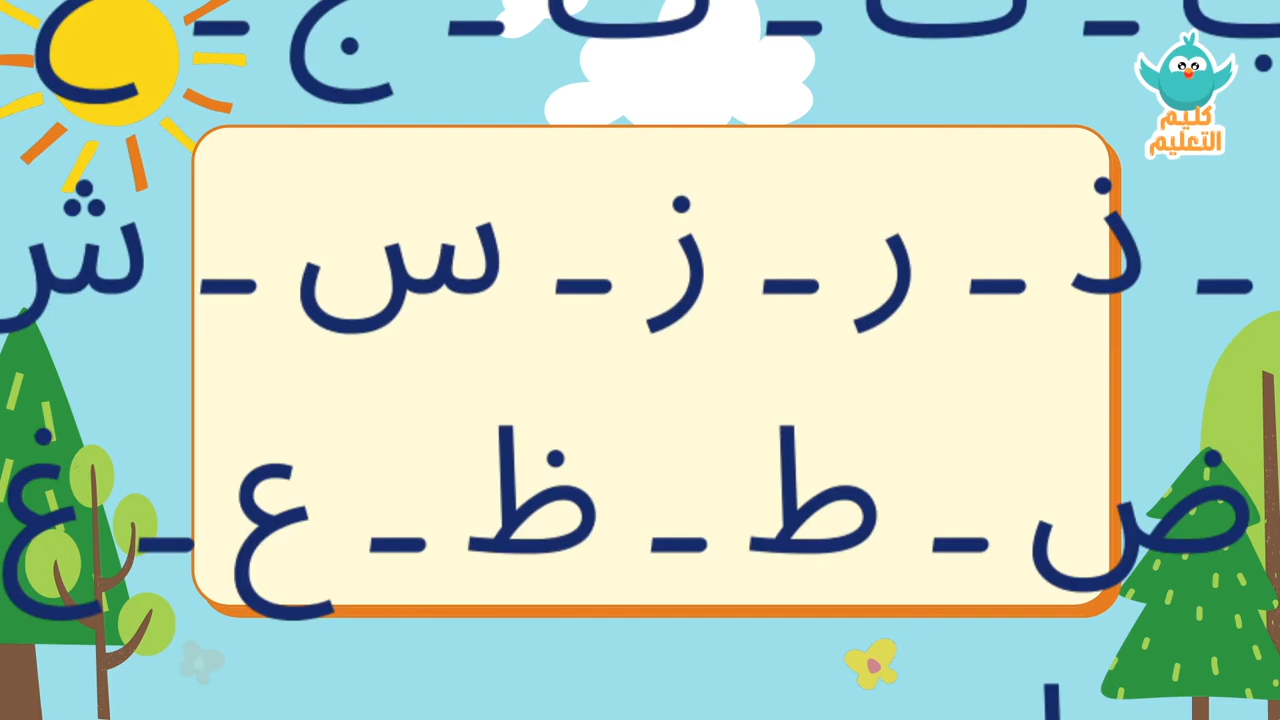 ب - - - ج -
كليم
التعليم
- ذ - ر - ز - س - ش
ض - ط - ظ - ع - غ